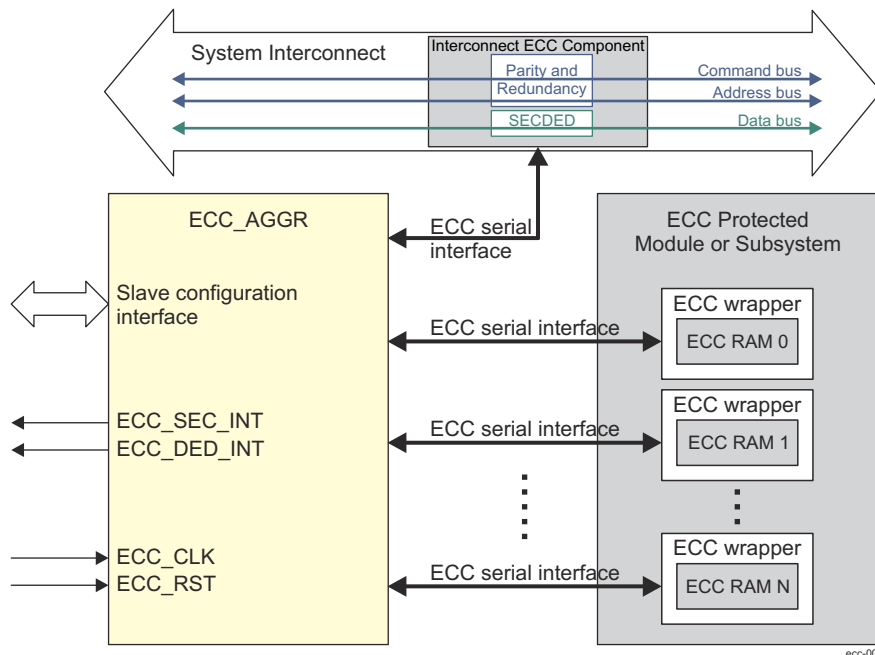 System Interconnect
Interconnect ECC Component
Parity and
Redundancy
Command bus
Address bus
SECDED
Data bus
ECC_AGGR
ECC serial
interface
ECC Protected
Module or Subsystem
Slave configuration
interface
ECC serial interface
ECC wrapper
ECC RAM 0
ECC_SEC_INT
ECC_DED_INT
ECC serial interface
ECC wrapper
ECC RAM 1
ECC_CLK
ECC_RST
ECC serial interface
ECC wrapper
ECC RAM N